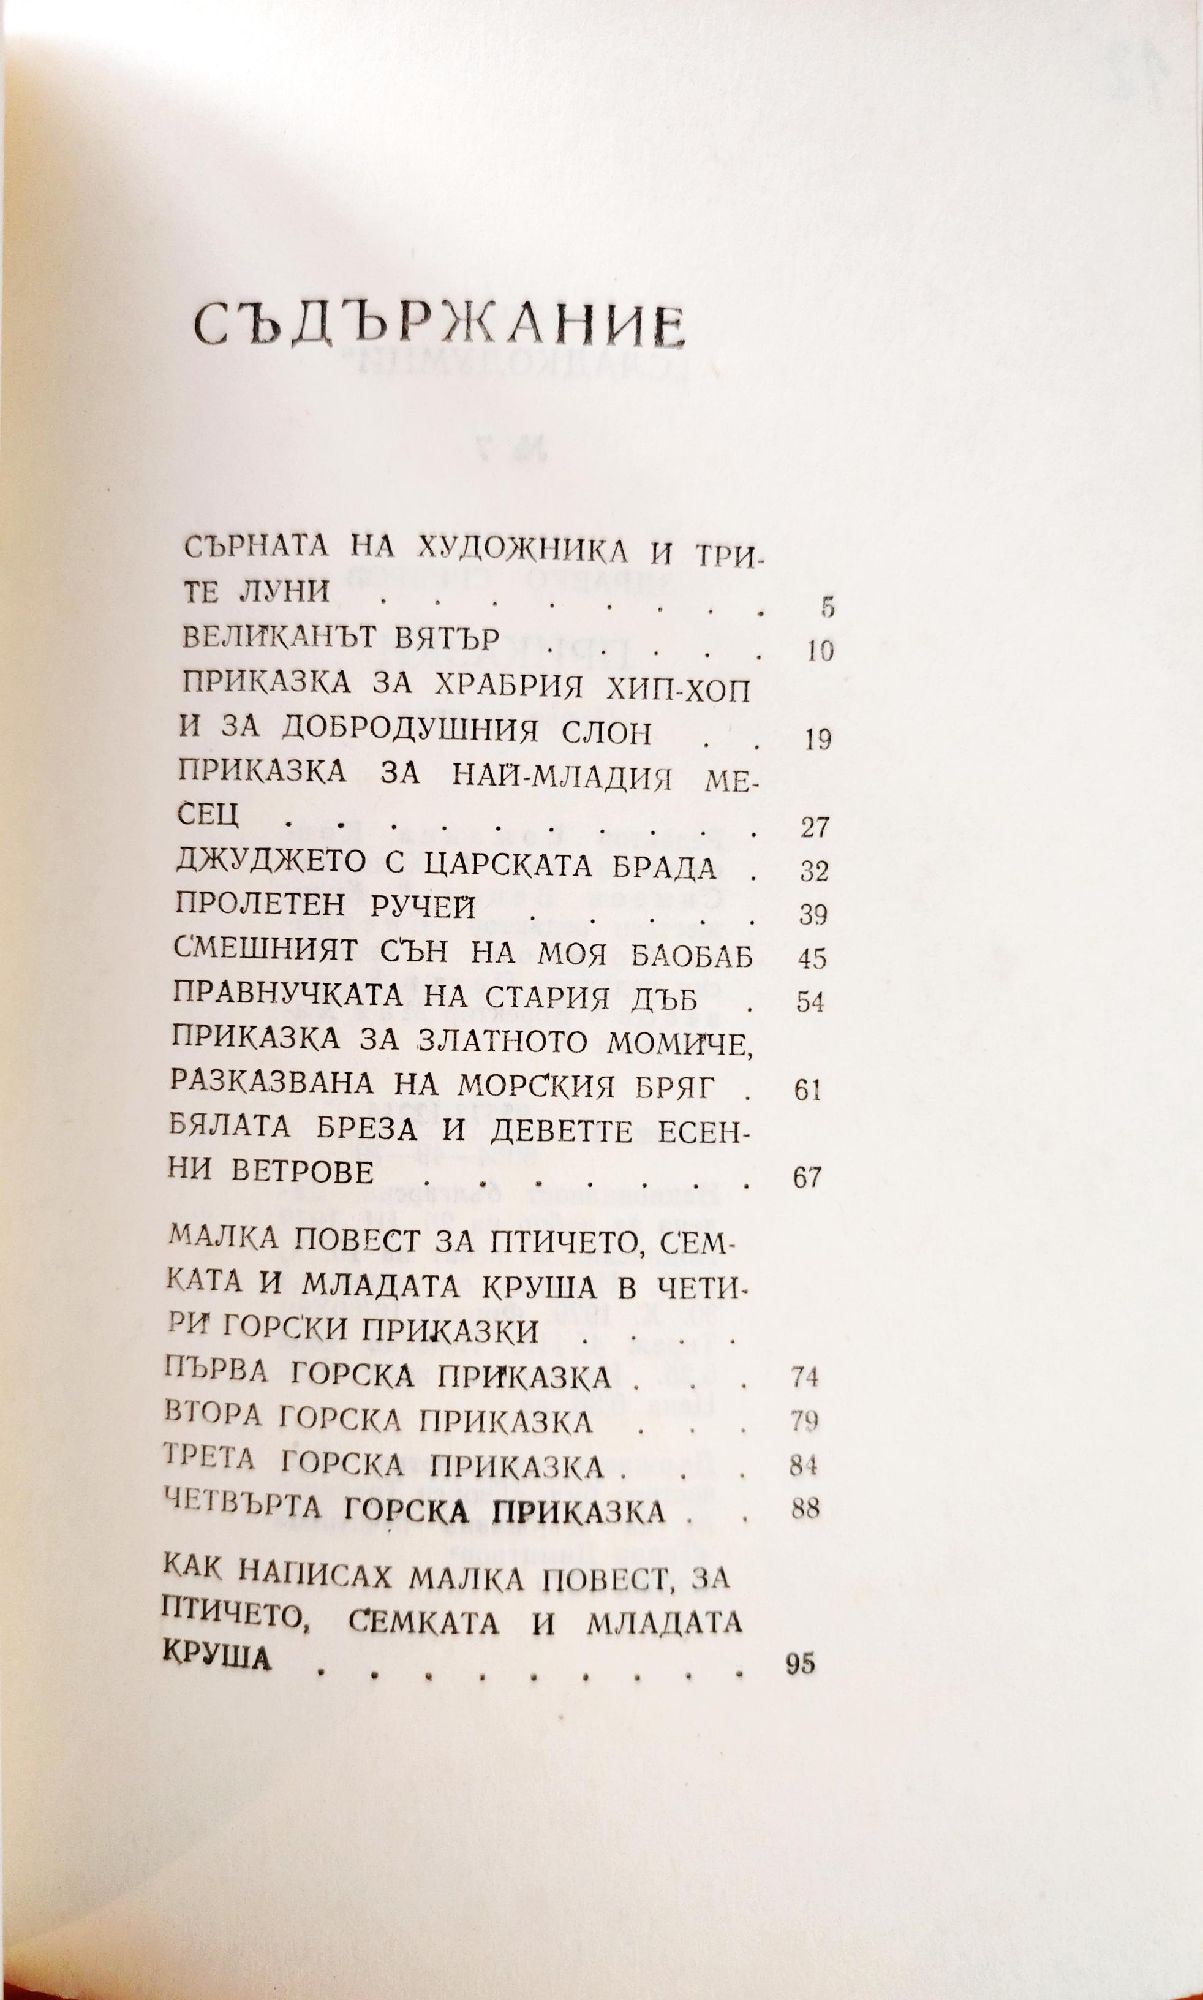 СЪДЪРЖАНИЕ
СЪРНАТА НА ХУДОЖНИКА И ТРИ-
ТЕ ЛУНИ . . . . . . . . 5
ВЕЛИКАНЪТ ВЯТЪР . . . . . 10
ПРИКАЗКА ЗА ХРАБРИЯ ХИП-ХОП
И ЗА ДОБРОДУШНИЯ СЛОН . . 19
ПРИКАЗКА ЗА НАЙ-МЛАДИЯ МЕ-
СЕЦ . . . . . . . . . 27
ДЖУДЖЕТО С ЦАРСКАТА БРАДА . 32
ПРОЛЕТЕН РУЧЕЙ . . . . . 39
СМЕШНИЯТ СЪН НА МОЯ БАОБАБ 45
ПРАВНУЧКАТА НА СТАРИЯ ДЪБ . 54
ПРИКАЗКА ЗА ЗЛАТНОТО МОМИЧЕ,
РАЗКАЗВАНА НА МОРСКИЯ БРЯГ . 61
БЯЛАТА БРЕЗА И ДЕВЕТТЕ ЕСЕН-
НИ ВЕТРОВЕ . . . . . . . 67
МАЛКА ПОВЕСТ ЗА ПТИЧЕТО, СЕМ-
КАТА И МЛАДАТА КРУША В ЧЕТИ-
РИ ГОРСКИ ПРИКАЗКИ . . . .
ПЪРВА ГОРСКА ПРИКАЗКА . . . 74
ВТОРА ГОРСКА ПРИКАЗКА . . . 79
ТРЕТА ГОРСКА ПРИКАЗКА . . . 84
ЧЕТВЪРТА ГОРСКА ПРИКАЗКА . . 88
КАК НАПИСАХ МАЛКА ПОВЕСТ, ЗА
ПТИЧЕТО, СЕМКАТА И МЛАДАТА
КРУША . . . . . . . . . 95